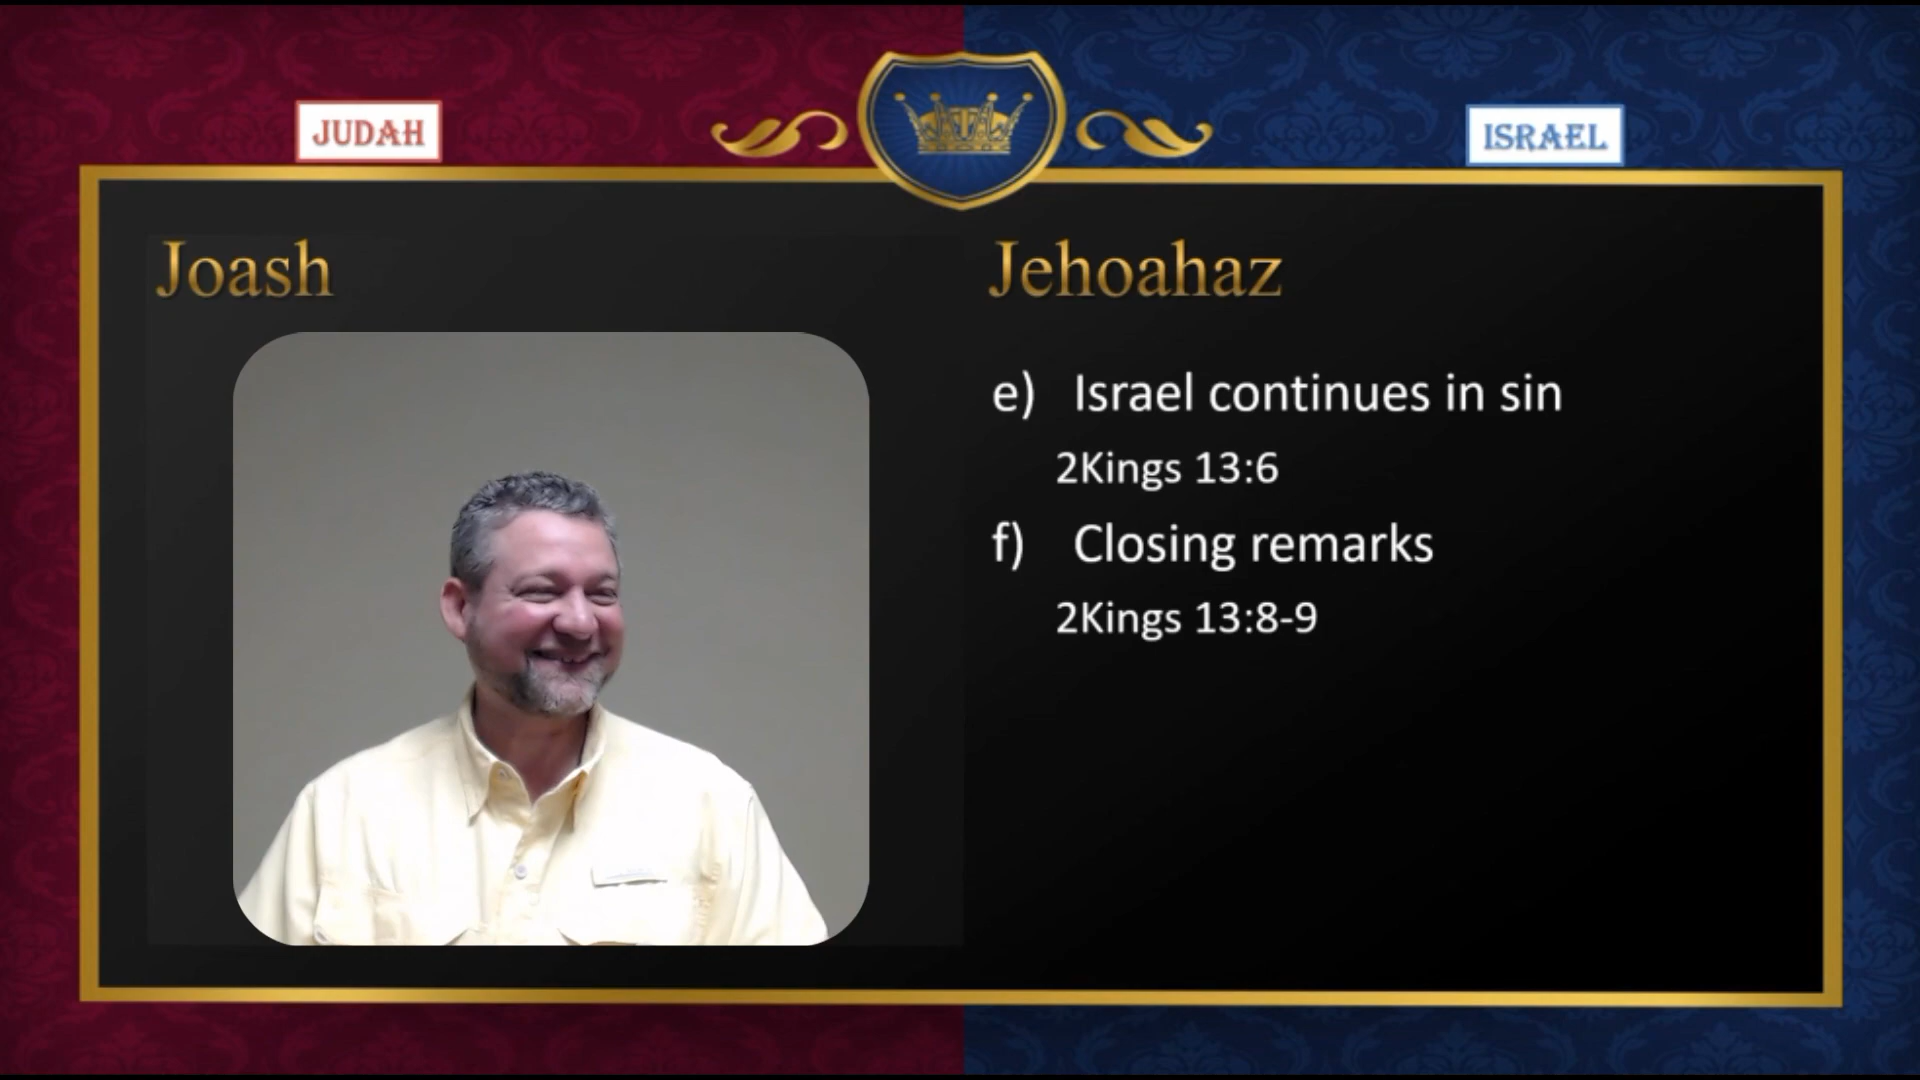 JUDAH
ISRAEL
Joash
Jehoahaz
e) Israel continues in sin
2Kings 13:6
f) Closing remarks
2Kings 13:8-9